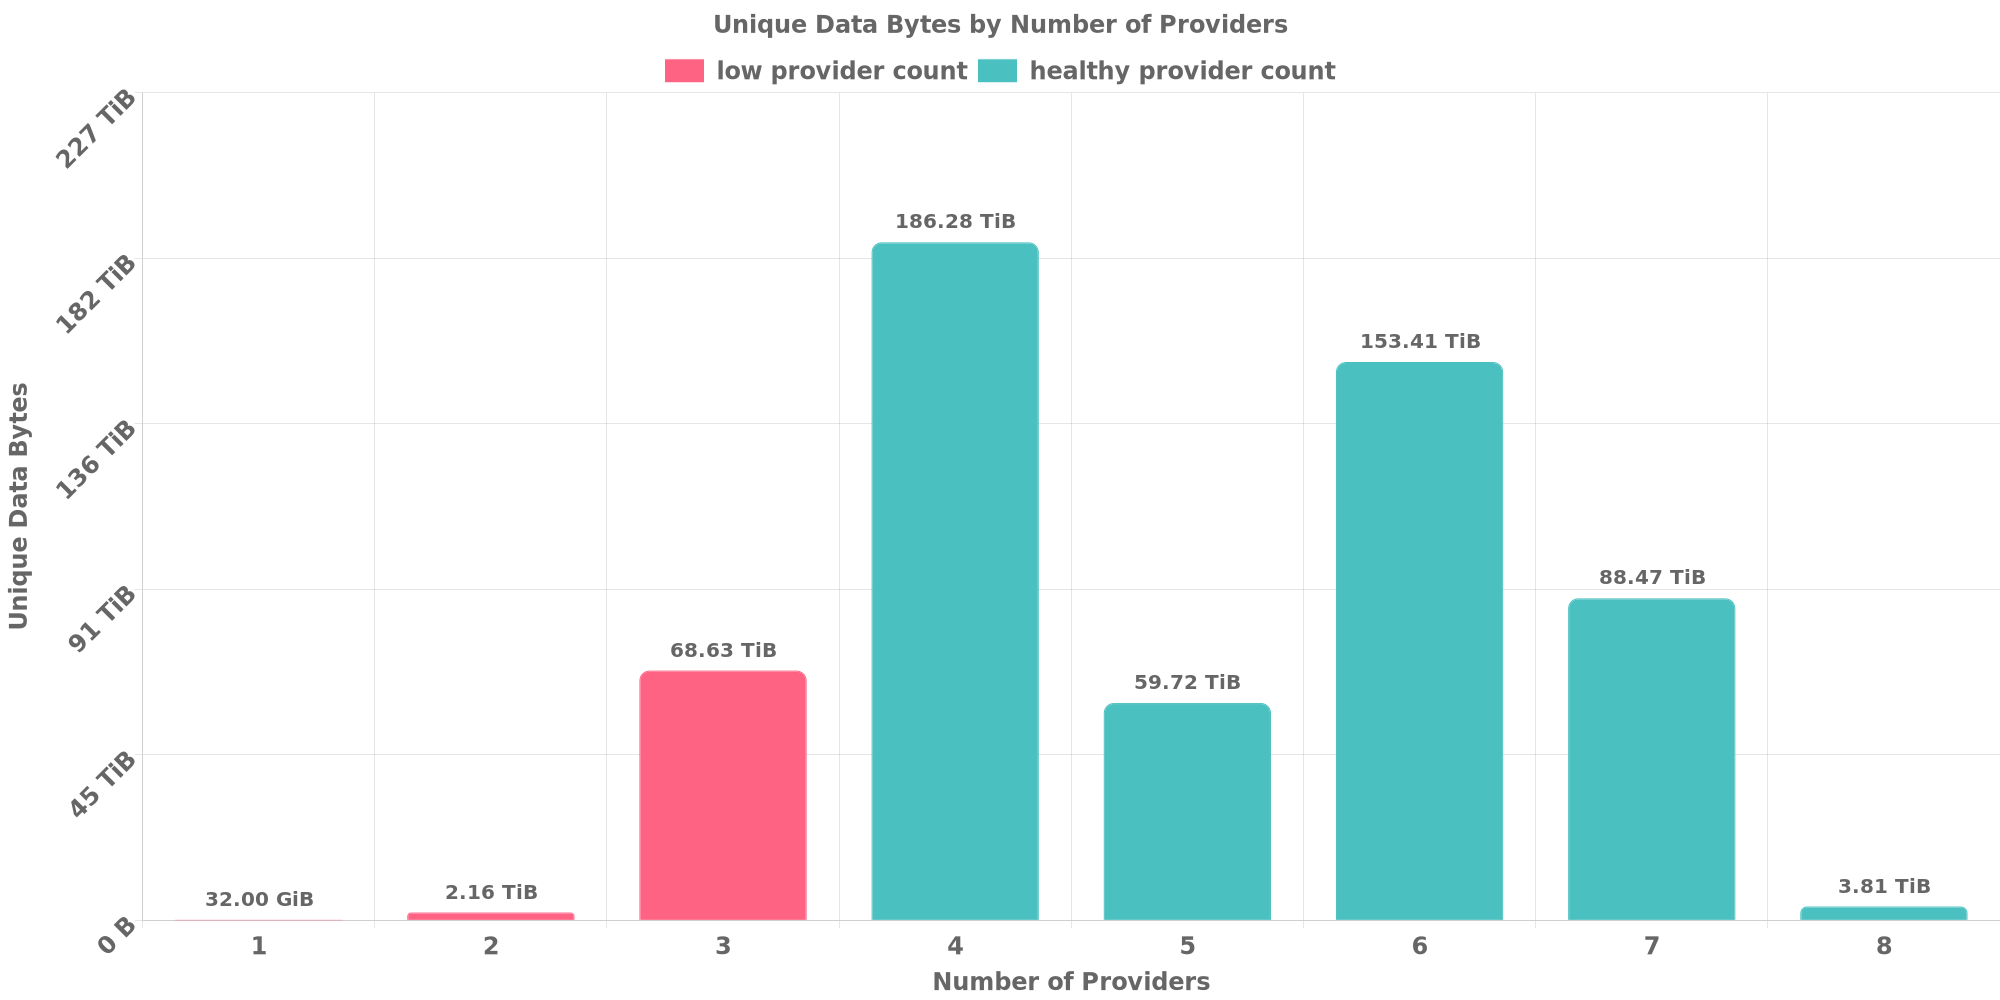 Unique Data Bytes by Number of Providers
low provider count healthy provider count
227 TiB
182 TiB
136 TiB
91 TiB
45 TiB
0 B
Unique Data Bytes
32.00 GiB
2.16 TiB
68.63 TiB
186.28 TiB
59.72 TiB
153.41 TiB
88.47 TiB
3.81 TiB
1 2 3 4 5 6 7 8
Number of Providers